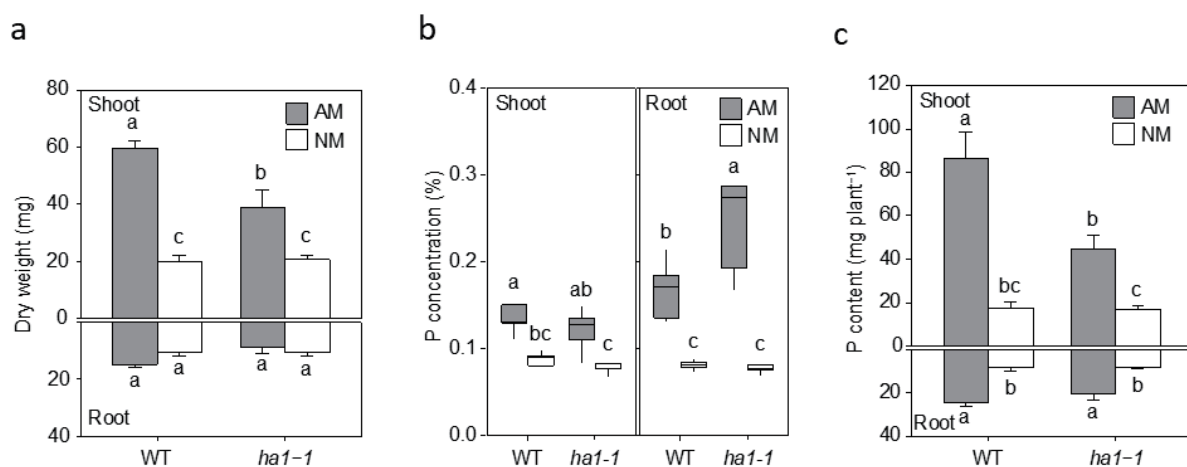 a
Dry weight (mg)
80
60
40
20
0
20
40
Shoot
AM
NM
a
c
b
c
a
a
a
a
Root
WT
ha1-1
b
P concentration (%)
0.4
0.3
0.2
0.1
0.0
Shoot
Root
AM
NM
a
bc
ab
c
b
c
a
c
WT
ha1-1
WT
ha1-1
c
P content (mg plant⁻¹)
120
100
80
60
40
20
0
20
40
Shoot
AM
NM
a
bc
b
c
a
b
a
b
Root
WT
ha1-1